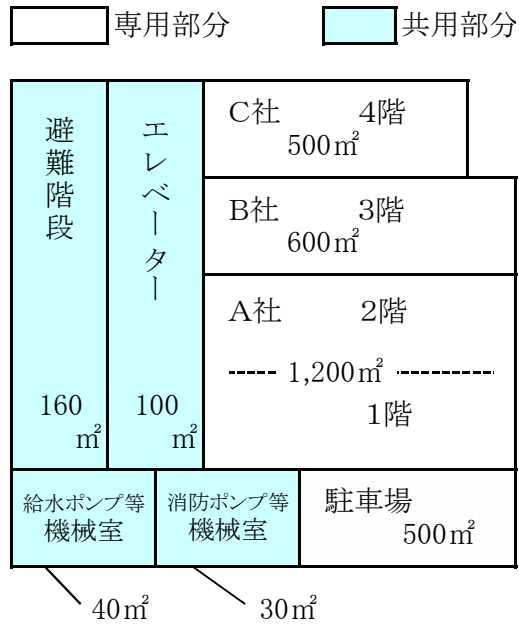 専用部分
共用部分
避難階段
160
㎡
エレベーター
100
㎡
C社 4階
500㎡
B社 3階
600㎡
A社 2階
1,200㎡
1階
給水ポンプ等
機械室
消防ポンプ等
機械室
駐車場
500㎡
40㎡
30㎡